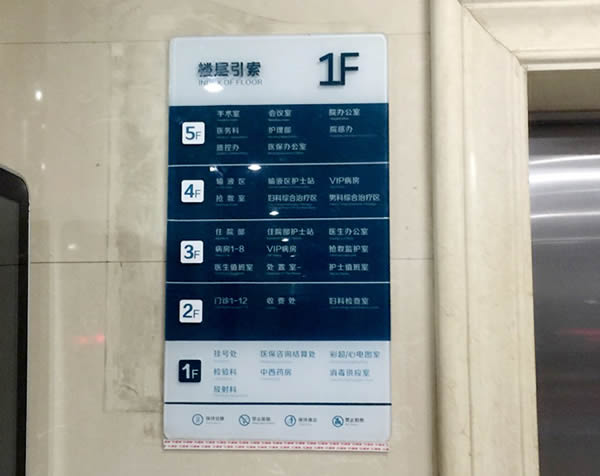 楼层引索 1F
INDEX OF FLOOR
手术室 会议室 院办公室
5F 医务科 护理部 院感办
质控办 医保办公室
4F 输液区 输液区护士站 VIP病房
抢救室 妇科综合治疗区 男科综合治疗区
住院部 住院部护士站 医生办公室
3F 病房1-8 VIP病房 抢救监护室
医生值班室 处置室 护士值班室
2F 门诊1-12 收费处 妇科检查室
挂号处 医保咨询结算处 彩超/心电图室
1F 检验科 中西药房 消毒供应室
放射科